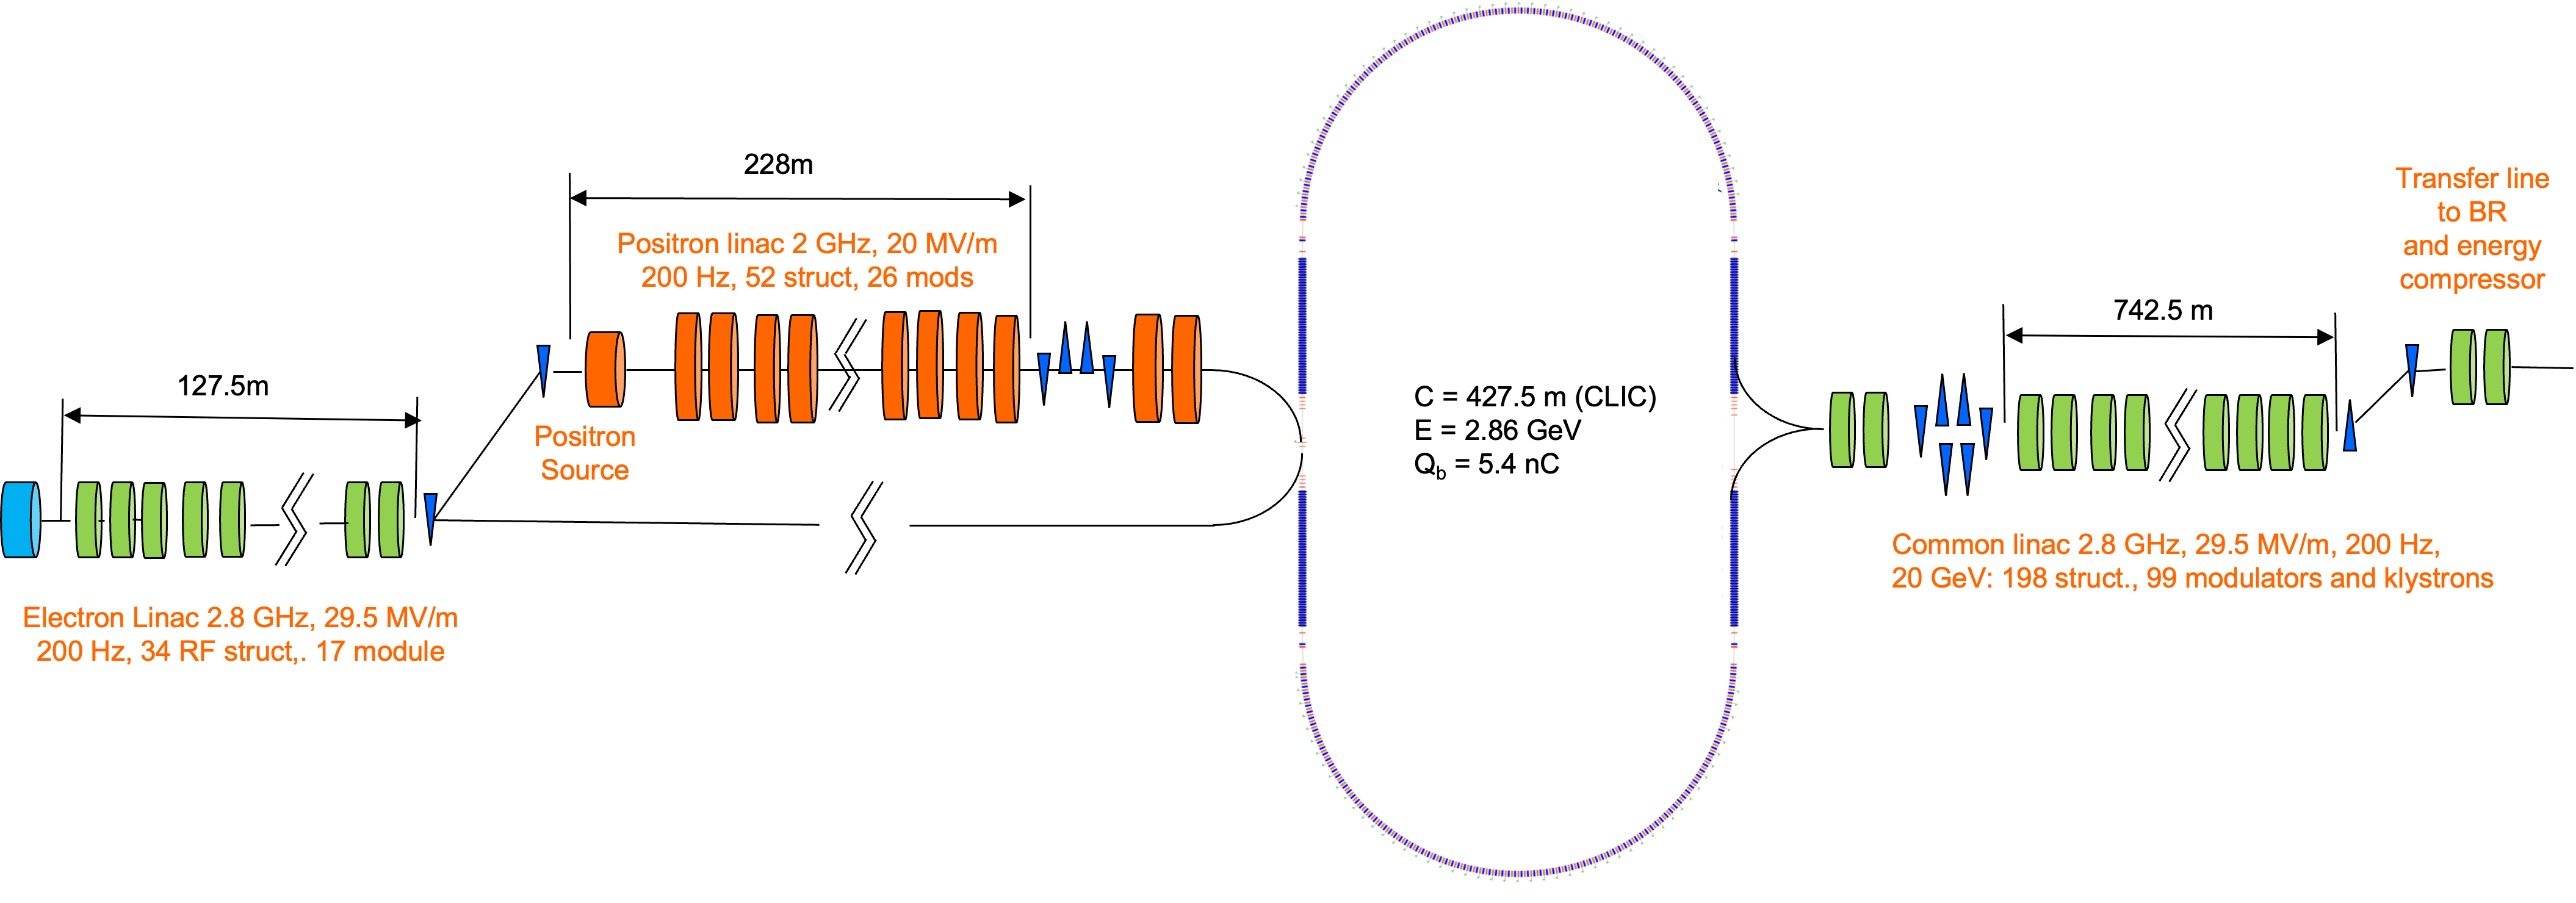 228m
Positron linac 2 GHz, 20 MV/m
200 Hz, 52 struct, 26 mods
127.5m
Positron
Source
Electron Linac 2.8 GHz, 29.5 MV/m
200 Hz, 34 RF struct,. 17 module
C = 427.5 m (CLIC)
E = 2.86 GeV
Qb = 5.4 nC
742.5 m
Transfer line
to BR
and energy
compressor
Common linac 2.8 GHz, 29.5 MV/m, 200 Hz,
20 GeV: 198 struct., 99 modulators and klystrons